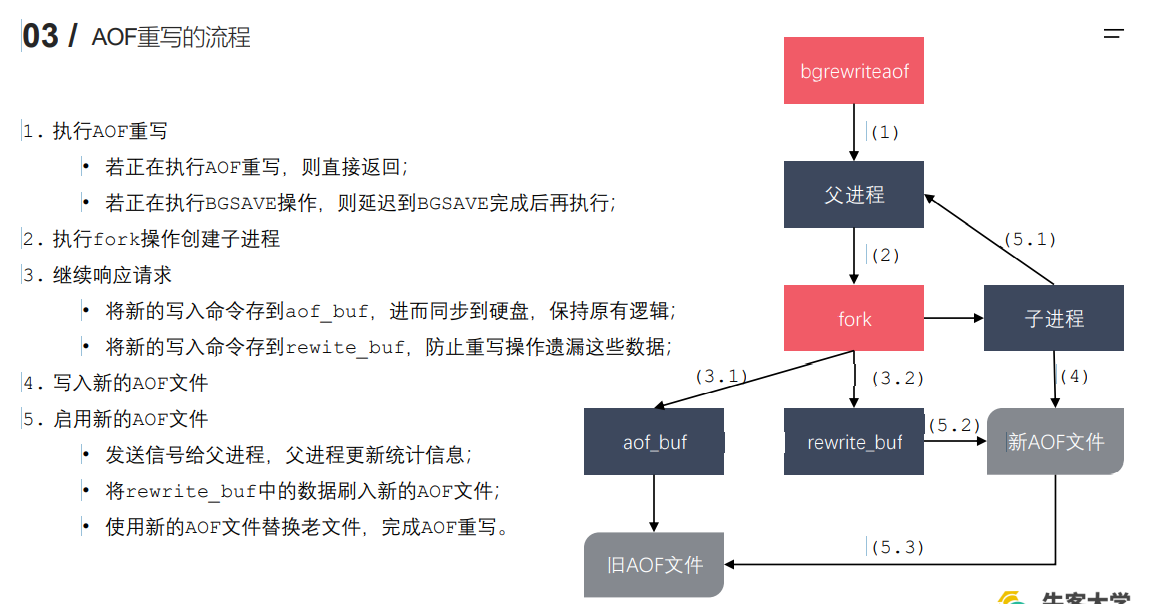 03 / AOF重写的流程
1. 执行AOF重写
• 若正在执行AOF重写，则直接返回；
• 若正在执行BGSAVE操作，则延迟到BGSAVE完成后再执行；
2. 执行fork操作创建子进程
3. 继续响应请求
• 将新的写入命令存到aof_buf，进而同步到硬盘，保持原有逻辑；
• 将新的写入命令存到rewite_buf，防止重写操作遗漏这些数据；
4. 写入新的AOF文件
5. 启用新的AOF文件
• 发送信号给父进程，父进程更新统计信息；
• 将rewrite_buf中的数据刷入新的AOF文件；
• 使用新的AOF文件替换老文件，完成AOF重写。
bgrewriteaof
(1)
父进程
(5.1)
(2)
fork
子进程
(3.1)
(3.2)
(4)
aof_buf
rewrite_buf
(5.2)
新AOF文件
(5.3)
旧AOF文件
牛客大学